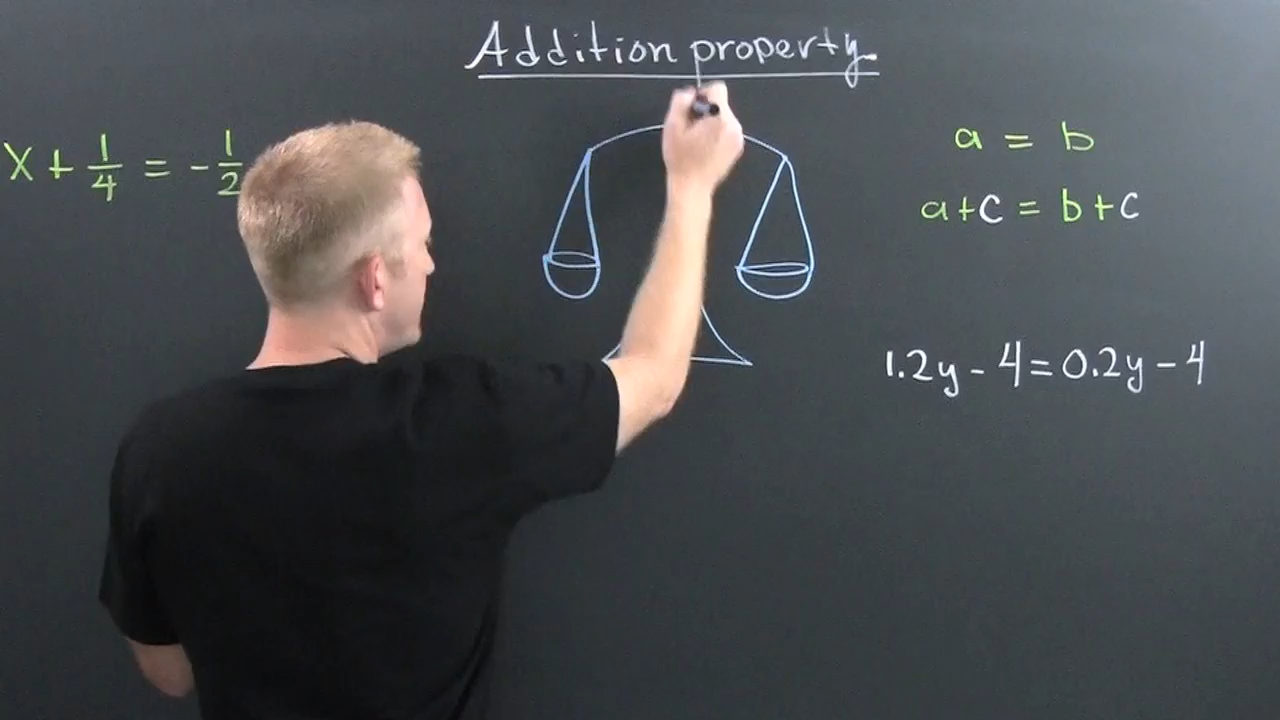 Addition property
x + 1/4 = -1/2
a = b
a+c = b+c
1.2y - 4 = 0.2y - 4